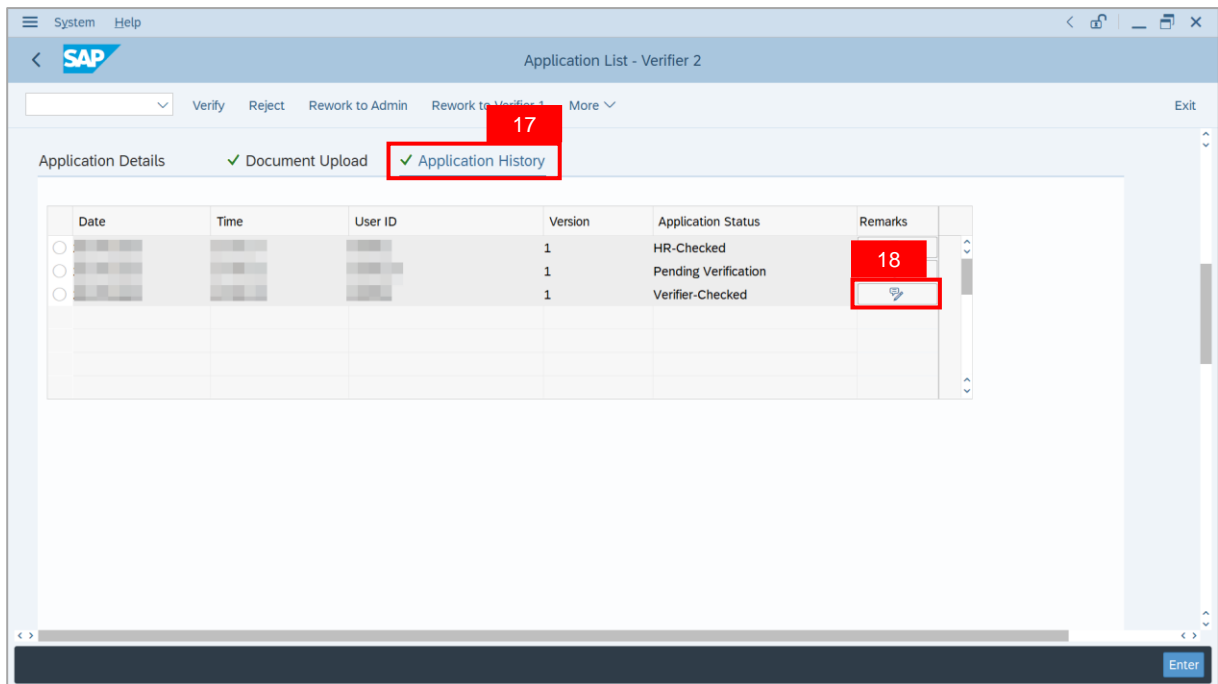 System Help
SAP
Application List - Verifier 2
Verify Reject Rework to Admin Rework to Verifier 1 More Exit
17
Application Details Document Upload Application History
Date Time User ID Version Application Status Remarks
1 HR-Checked
18
1 Pending Verification
1 Verifier-Checked
Enter